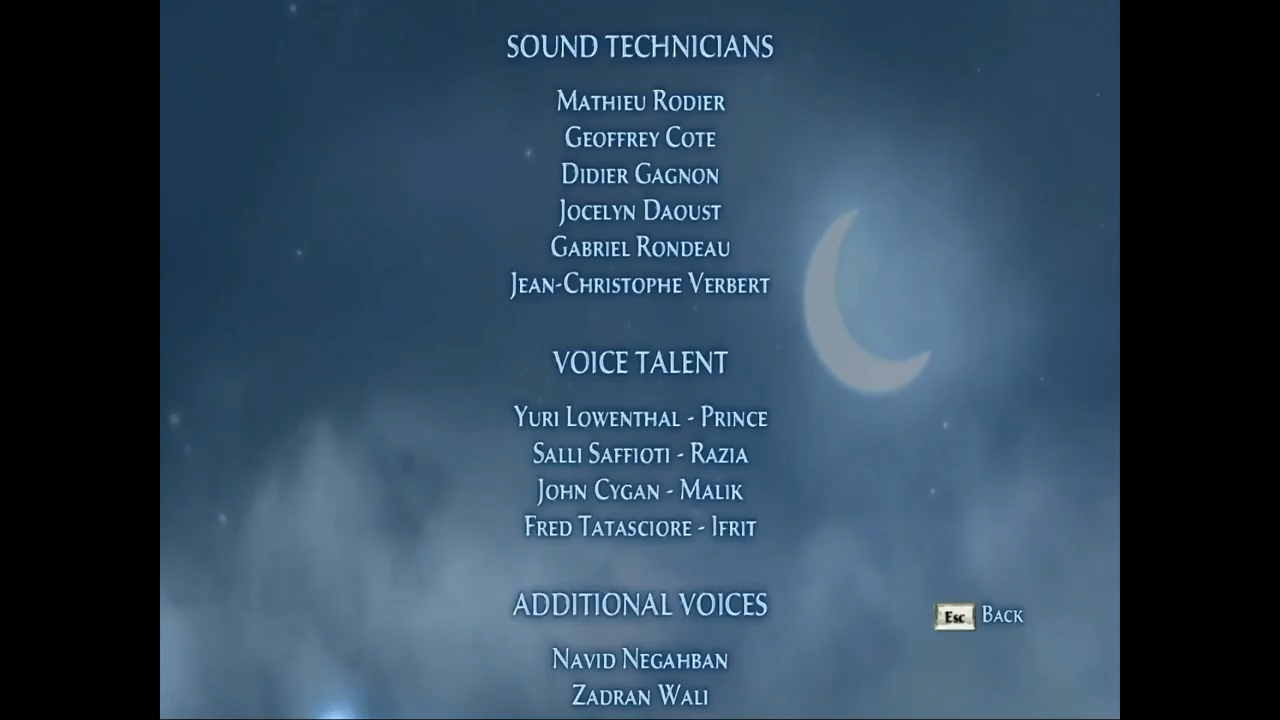 SOUND TECHNICIANS
MATHIEU RODIER
GEOFFREY COTE
DIDIER GAGNON
JOCELYN DAOUST
GABRIEL RONDEAU
JEAN-CHRISTOPHE VERBERT
VOICE TALENT
YURI LOWENTHAL - PRINCE
SALLI SAFFIOTI - RAZIA
JOHN CYGAN - MALIK
FRED TATASCIORE - IFRIT
ADDITIONAL VOICES
Esc BACK
NAVID NEGAHBAN
ZADRAN WALI